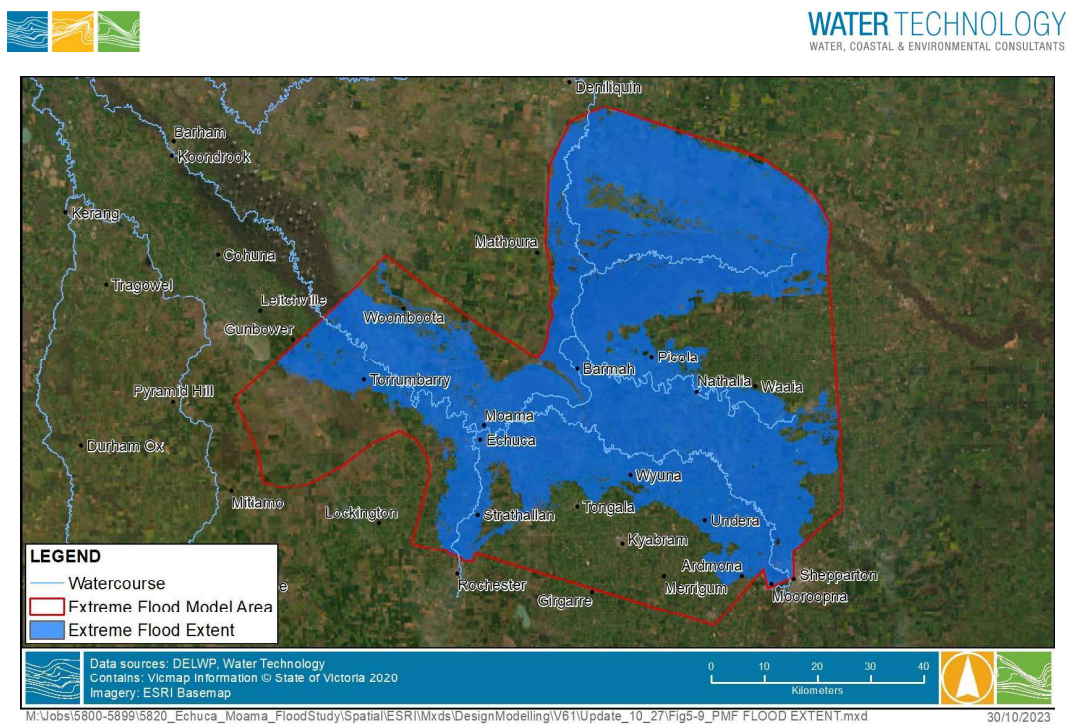 WATER TECHNOLOGY
WATER, COASTAL & ENVIRONMENTAL CONSULTANTS
Deniliquin
Barham
Koondrook
Kerang
Mathoura
Cohuna
Tragowel
Leitchville
Woomboota
Gunbower
Picola
Barmah
Torrumbarry
Nathalia
Waaia
Pyramid Hill
Moama
Echuca
Durham Ox
Wyuna
Mitiamo
Lockington
Strathallan
Tongala
Undera
Kyabram
Ardmona
Shepparton
Rochester
Merrigum
Mooroopna
Girgarre
LEGEND
Watercourse
Extreme Flood Model Area
Extreme Flood Extent
e
Data sources: DELWP, Water Technology
Contains: Vicmap Information © State of Victoria 2020
Imagery: ESRI Basemap
0 10 20 30 40
Kilometers
M:\Jobs\5800-5899\5820_Echuca_Moama_FloodStudy\Spatial\ESRI\Mxds\DesignModelling\V61\Update_10_27\Fig5-9_PMF FLOOD EXTENT.mxd
30/10/2023